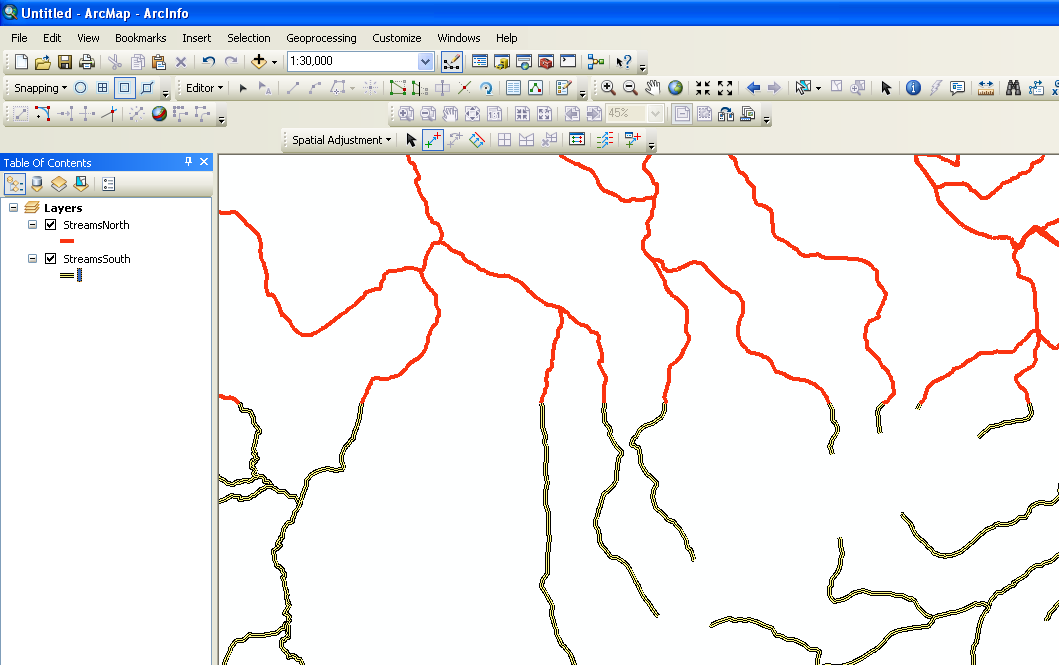 Untitled - ArcMap - ArcInfo
File Edit View Bookmarks Insert Selection Geoprocessing Customize Windows Help
1:30,000
Snapping Editor
45%
Spatial Adjustment
Table Of Contents
Layers
StreamsNorth
StreamsSouth